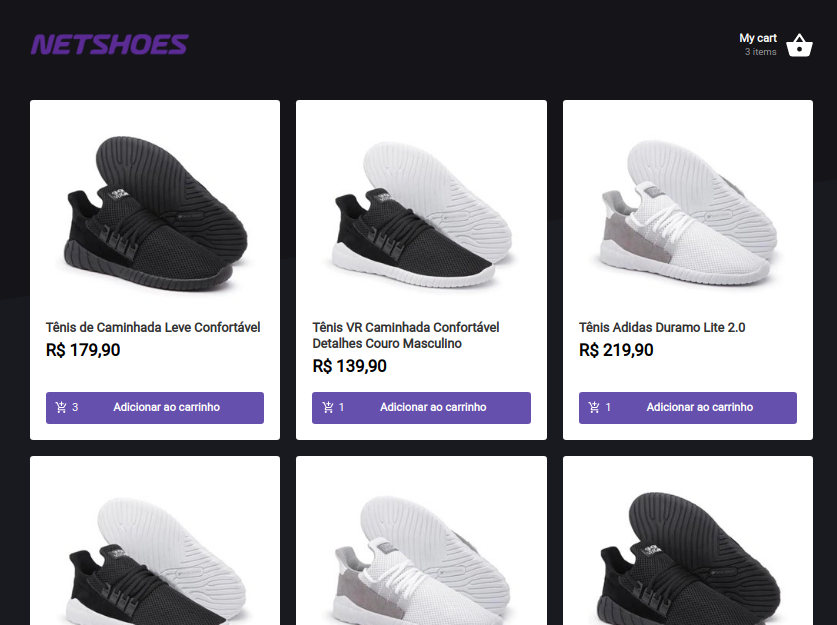 NETSHOES
My cart
3 items
Tênis de Caminhada Leve Confortável
R$ 179,90
3 Adicionar ao carrinho
Tênis VR Caminhada Confortável
Detalhes Couro Masculino
R$ 139,90
1 Adicionar ao carrinho
Tênis Adidas Duramo Lite 2.0
R$ 219,90
1 Adicionar ao carrinho